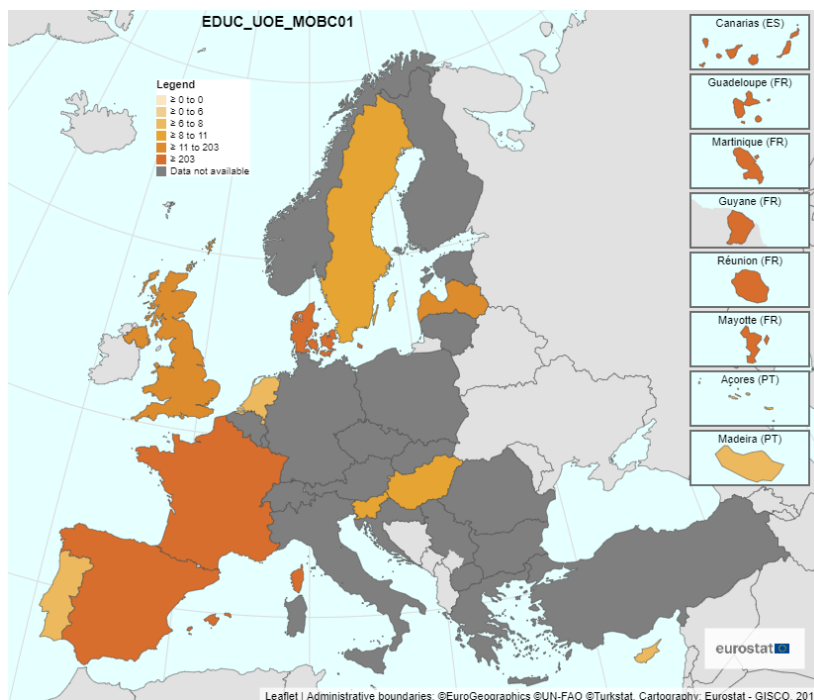 EDUC_UOE_MOBC01
Legend
≥ 0 to 0
≥ 0 to 6
≥ 6 to 8
≥ 8 to 11
≥ 11 to 203
≥ 203
Data not available
Canarias (ES)
Guadeloupe (FR)
Martinique (FR)
Guyane (FR)
Réunion (FR)
Mayotte (FR)
Açores (PT)
Madeira (PT)
eurostat
Leaflet | Administrative boundaries: ©EuroGeographics ©UN-FAO ©Turkstat, Cartography: Eurostat - GISCO, 201